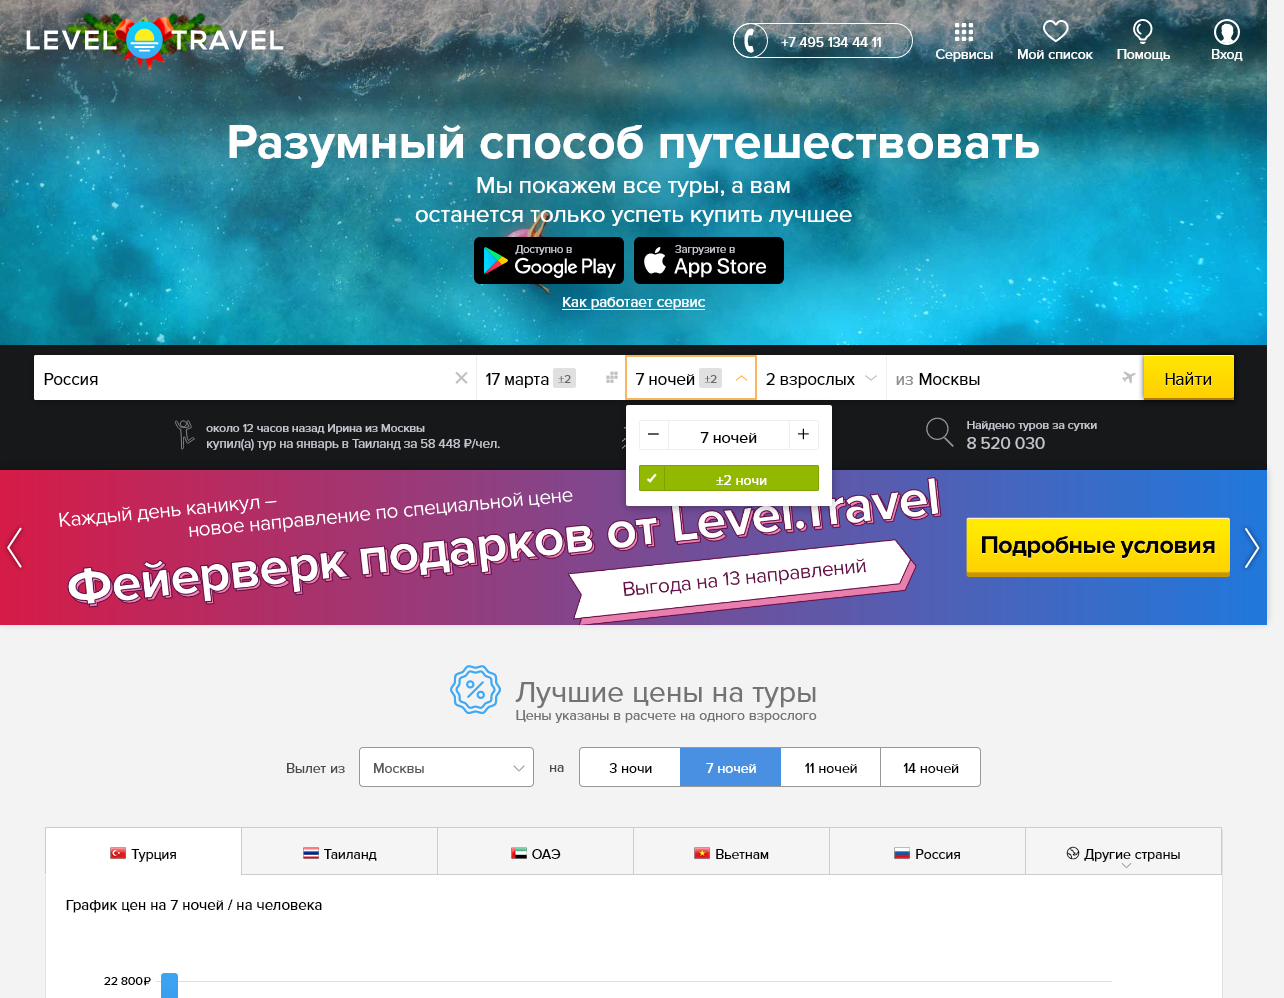 LEVEL TRAVEL
+7 495 134 44 11
Сервисы
Мой список
Помощь
Вход
Разумный способ путешествовать
Мы покажем все туры, а вам
останется только успеть купить лучшее
Доступно в
Google Play
Загрузите в
App Store
Как работает сервис
Россия
17 марта ±2
7 ночей ±2
2 взрослых
из Москвы
Найти
около 12 часов назад Ирина из Москвы
купил(а) тур на январь в Таиланд за 58 448 ₽/чел.
7 ночей
±2 ночи
Найдено туров за сутки
8 520 030
Каждый день каникул –
новое направление по специальной цене
Фейерверк подарков от Level.Travel
Выгода на 13 направлений
Подробные условия
Лучшие цены на туры
Цены указаны в расчете на одного взрослого
Вылет из
Москвы
на
3 ночи
7 ночей
11 ночей
14 ночей
Турция
Таиланд
ОАЭ
Вьетнам
Россия
Другие страны
График цен на 7 ночей / на человека
22 800₽